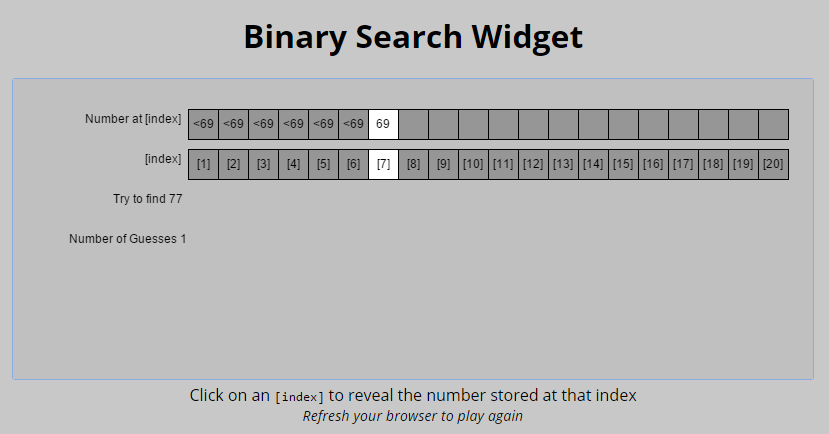 Binary Search Widget
Number at [index] <69 <69 <69 <69 <69 <69 69
[index] [1] [2] [3] [4] [5] [6] [7] [8] [9] [10] [11] [12] [13] [14] [15] [16] [17] [18] [19] [20]
Try to find 77
Number of Guesses 1
Click on an [index] to reveal the number stored at that index
Refresh your browser to play again